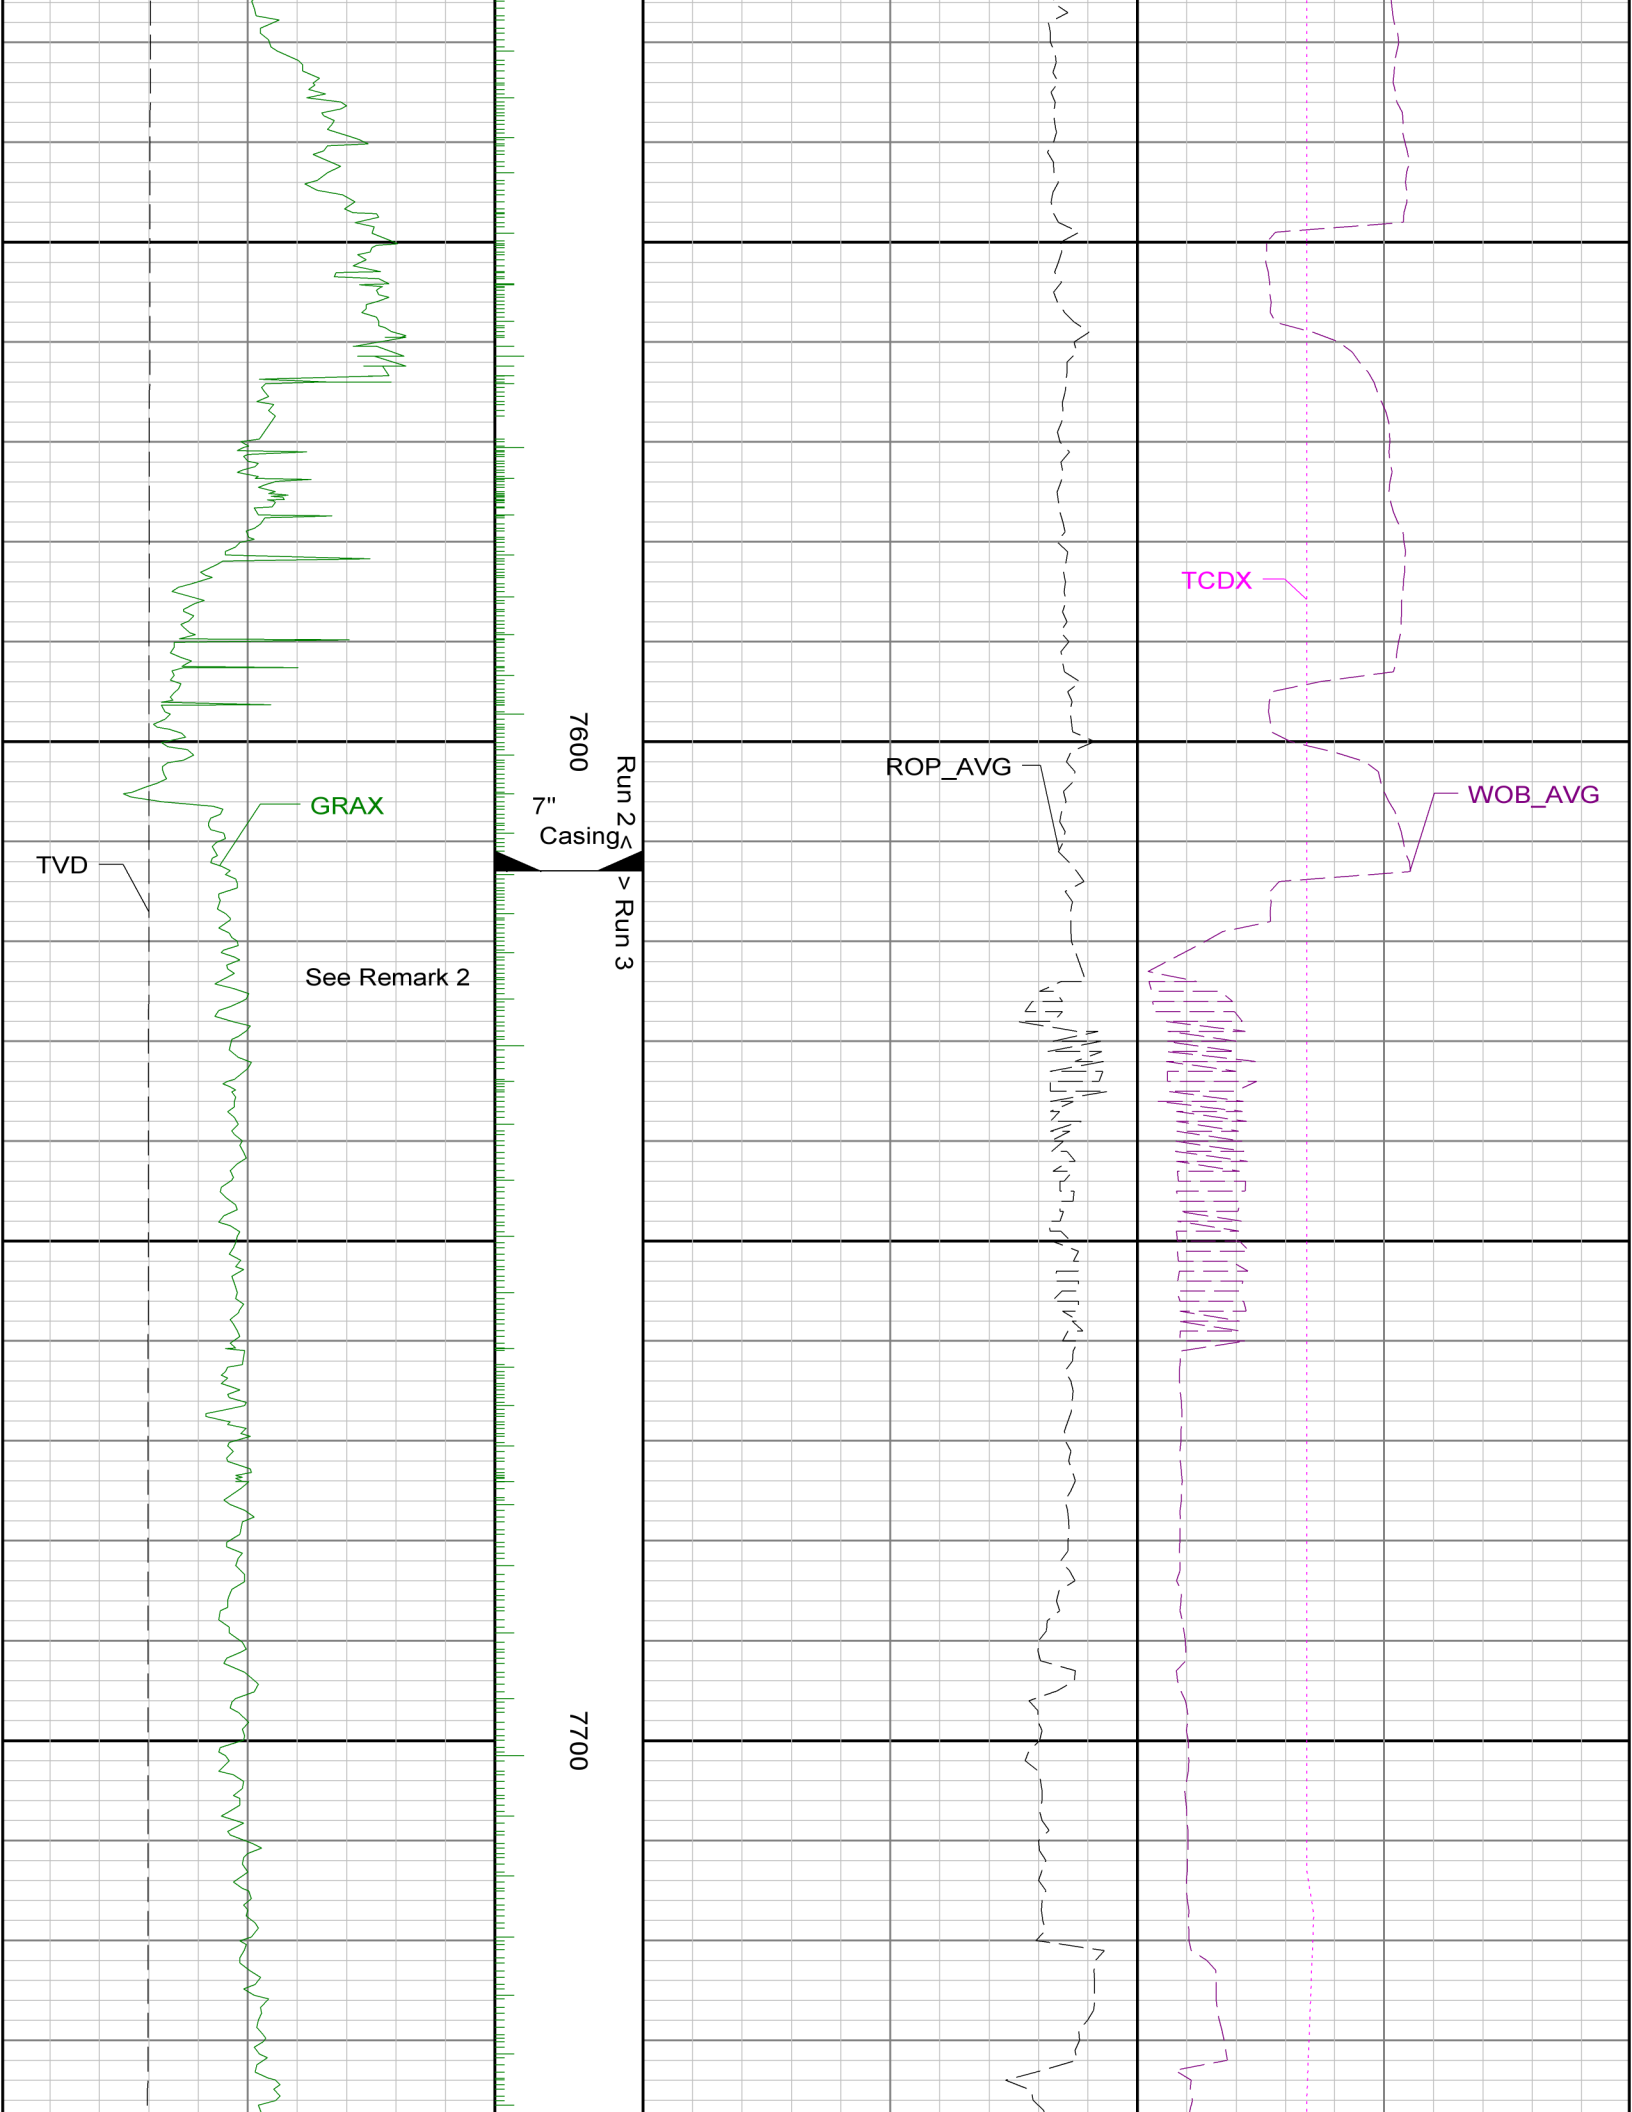 TCDX
7600
Run 2 <
ROP_AVG
WOB_AVG
7"
Casing
GRAX
TVD
> Run 3
See Remark 2
7700